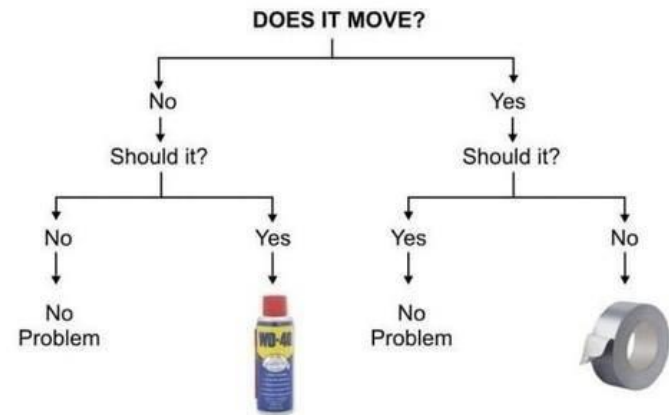 DOES IT MOVE?
No
Yes
Should it?
Should it?
No
Yes
Yes
No
No
Problem
WD-40
No
Problem